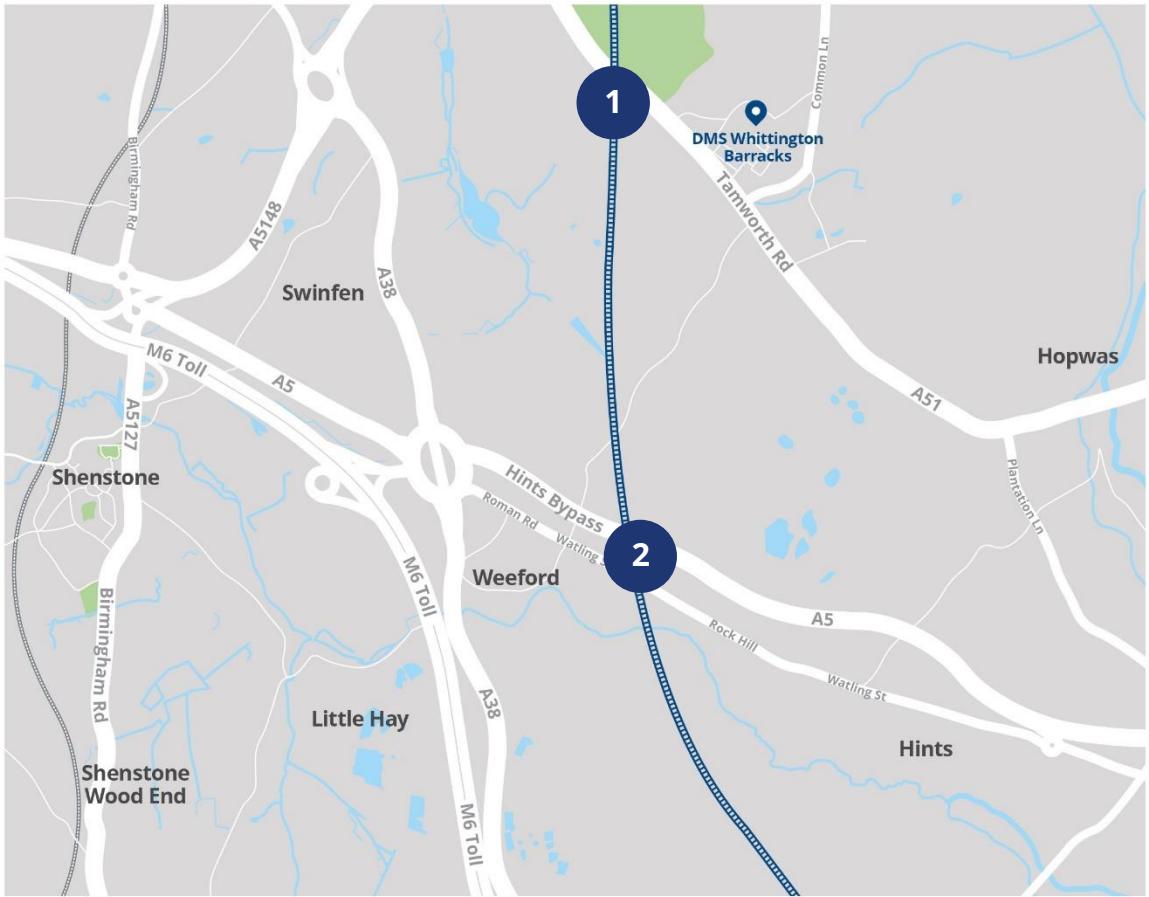 1
Common Ln
DMS Whittington
Barracks
Birmingham Rd
A5148
Tamworth Rd
Swinfen
A38
M6 Toll
A5
Hopwas
A51
A5127
Shenstone
Hints Bypass
Roman Rd
Watling S
Plantation Ln
2
Weeford
M6 Toll
Birmingham Rd
A5
Rock Hill
Watling St
A38
Little Hay
Hints
Shenstone
Wood End
M6 Toll